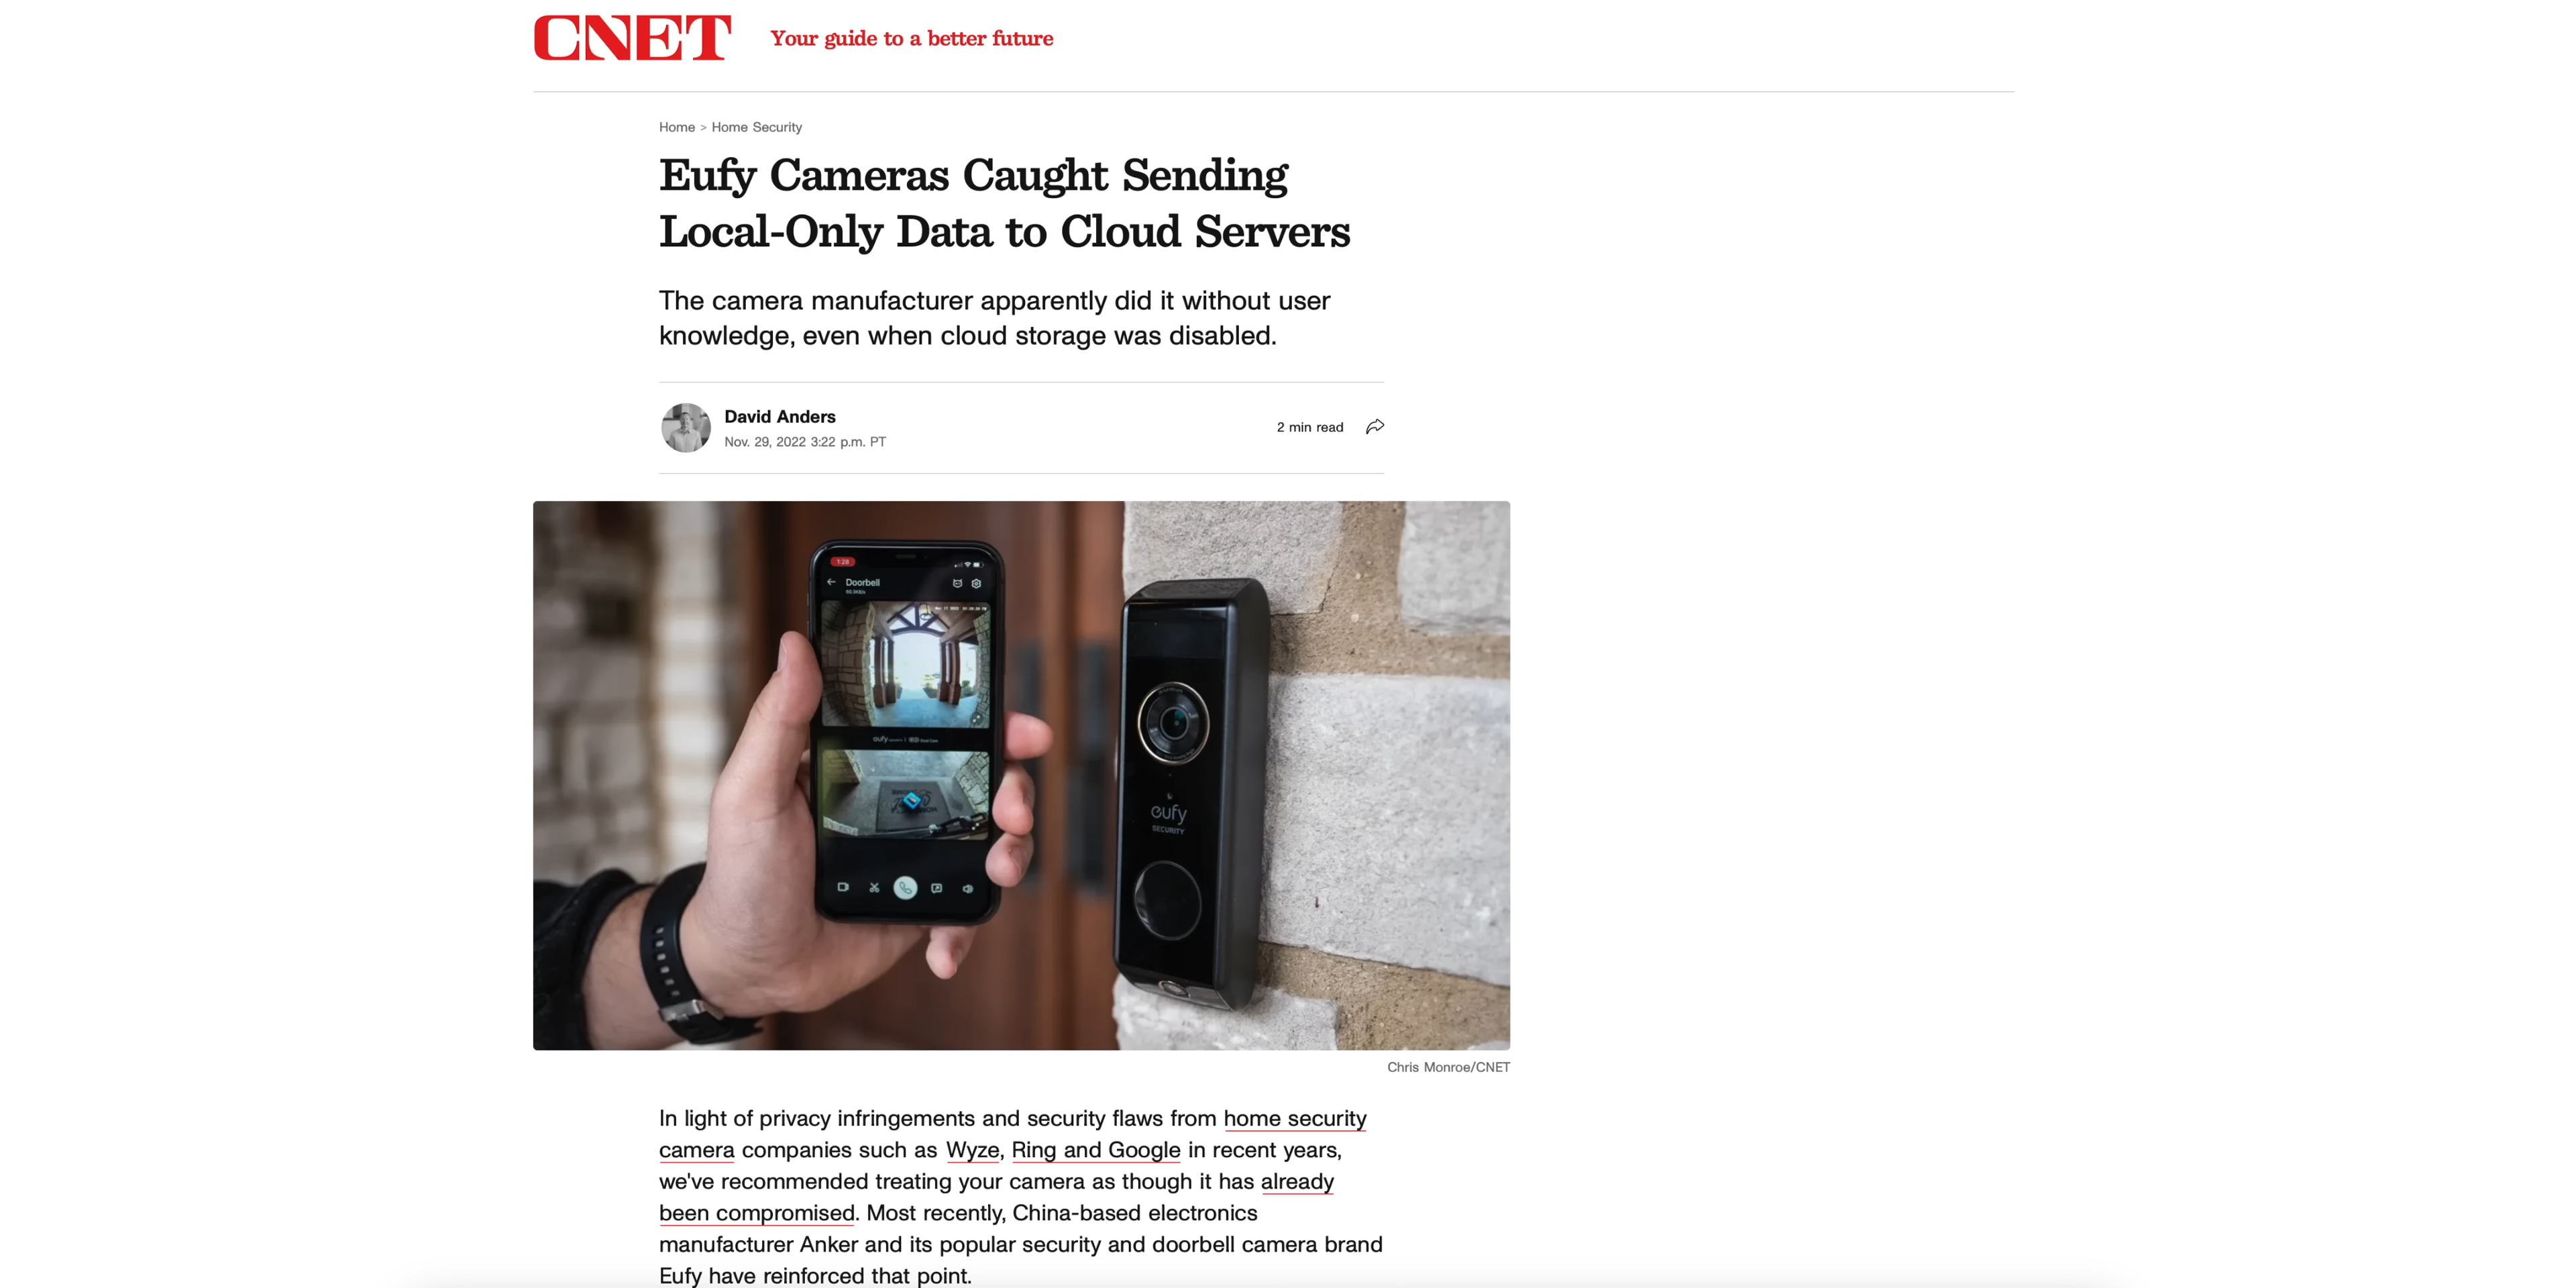 CNET
Your guide to a better future
Home > Home Security
Eufy Cameras Caught Sending
Local-Only Data to Cloud Servers
The camera manufacturer apparently did it without user
knowledge, even when cloud storage was disabled.
David Anders
Nov. 29, 2022 3:22 p.m. PT
2 min read
1:28
Doorbell
eufy
eufy
SECURITY
Chris Monroe/CNET
In light of privacy infringements and security flaws from home security
camera companies such as Wyze, Ring and Google in recent years,
we've recommended treating your camera as though it has already
been compromised. Most recently, China-based electronics
manufacturer Anker and its popular security and doorbell camera brand
Eufy have reinforced that point.